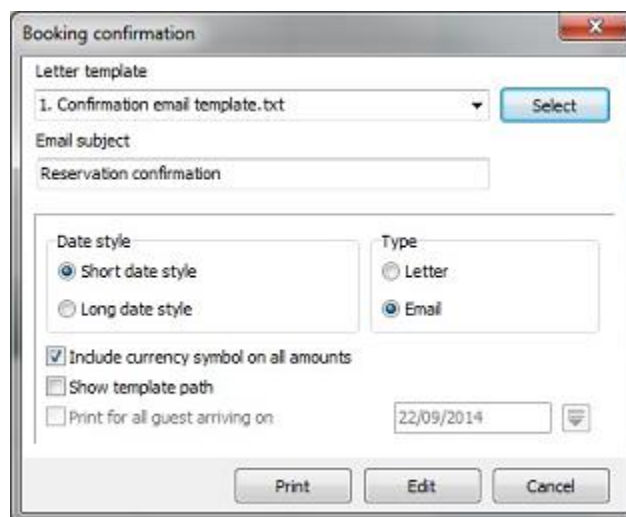 Booking confirmation
Letter template
1. Confirmation email template.txt
Select
Email subject
Reservation confirmation
Date style
Type
Short date style
Letter
Long date style
Email
Include currency symbol on all amounts
Show template path
Print for all guest arriving on
22/09/2014
Print
Edit
Cancel